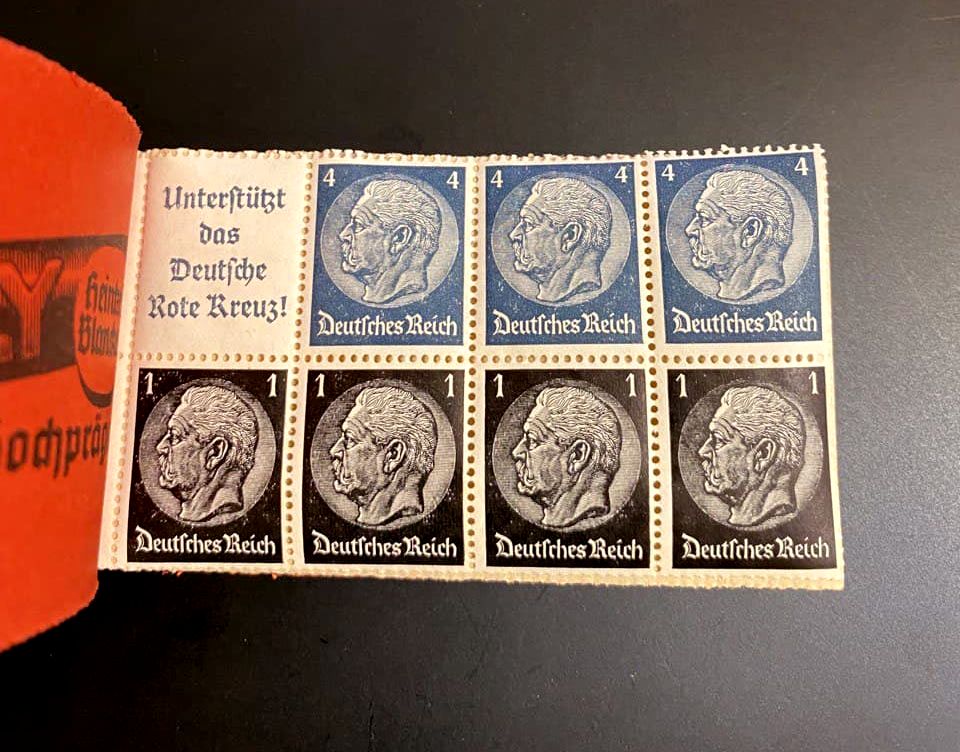 Unterſtützt
das
Deutſche
Rote Kreuz!
4 4
Deutſches Reich
4 4
Deutſches Reich
4 4
Deutſches Reich
1 1
Deutſches Reich
1 1
Deutſches Reich
1 1
Deutſches Reich
1 1
Deutſches Reich